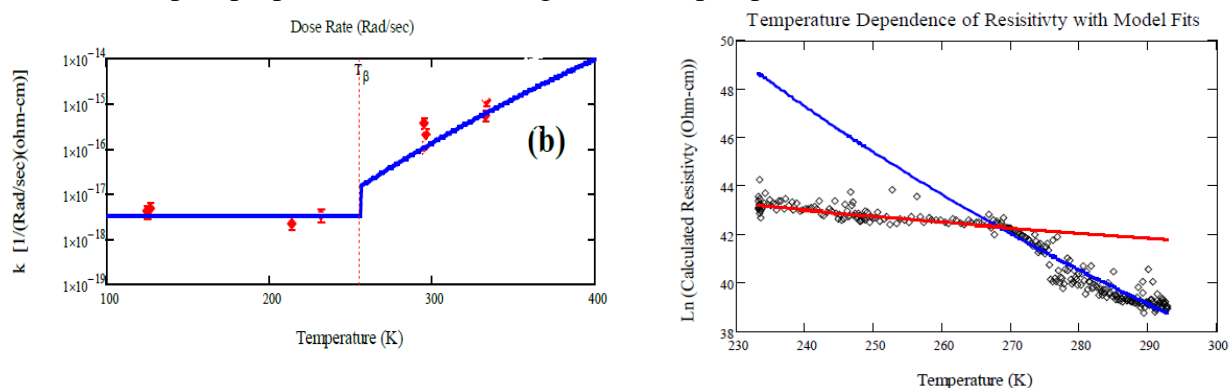 Dose Rate (Rad/sec)
1×10⁻¹⁴
1×10⁻¹⁵
1×10⁻¹⁶
1×10⁻¹⁷
1×10⁻¹⁸
1×10⁻¹⁹
k [1/(Rad/sec)(ohm-cm)]
Tβ
(b)
100 200 300 400
Temperature (K)
Temperature Dependence of Resisitivty with Model Fits
50
48
46
44
42
40
38
Ln (Calculated Resistivty (Ohm-cm))
230 240 250 260 270 280 290 300
Temperature (K)